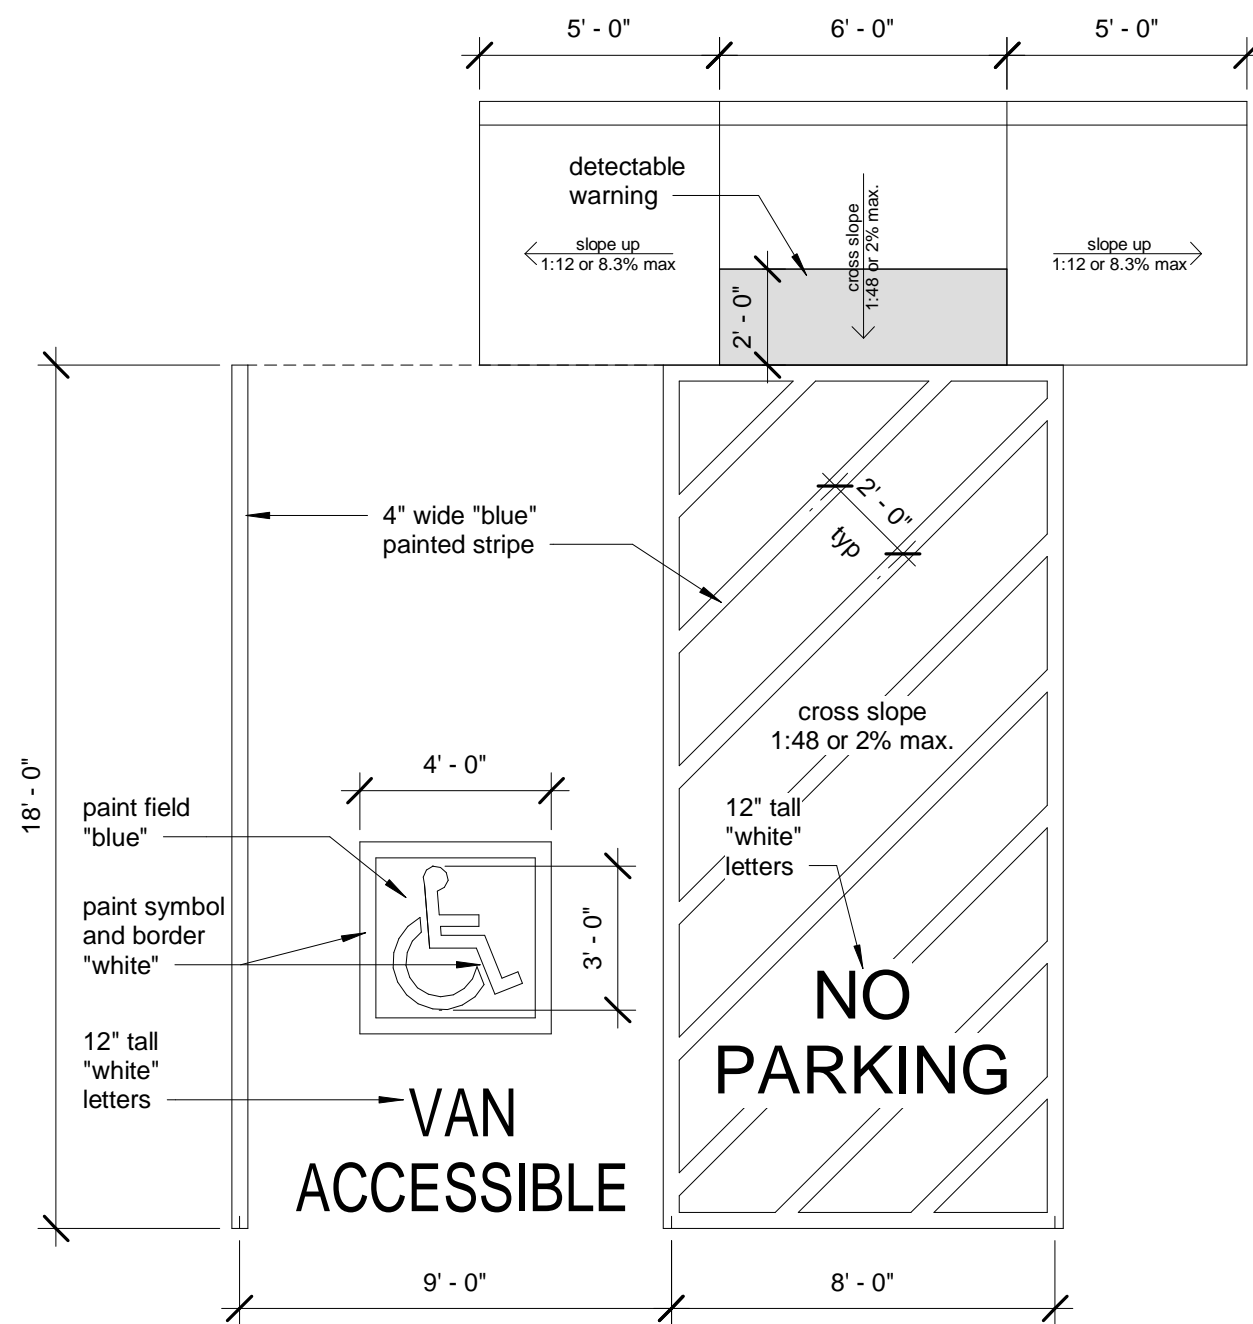 5' - 0"
6' - 0"
5' - 0"
detectable
warning
cross slope
1:48 or 2% max.
slope up
1:12 or 8.3% max
slope up
1:12 or 8.3% max
2' - 0"
4" wide "blue"
painted stripe
2' - 0"
typ
cross slope
1:48 or 2% max.
18' - 0"
4' - 0"
paint field
"blue"
12" tall
"white"
letters
paint symbol
and border
"white"
3' - 0"
NO
PARKING
12" tall
"white"
letters
VAN
ACCESSIBLE
9' - 0"
8' - 0"